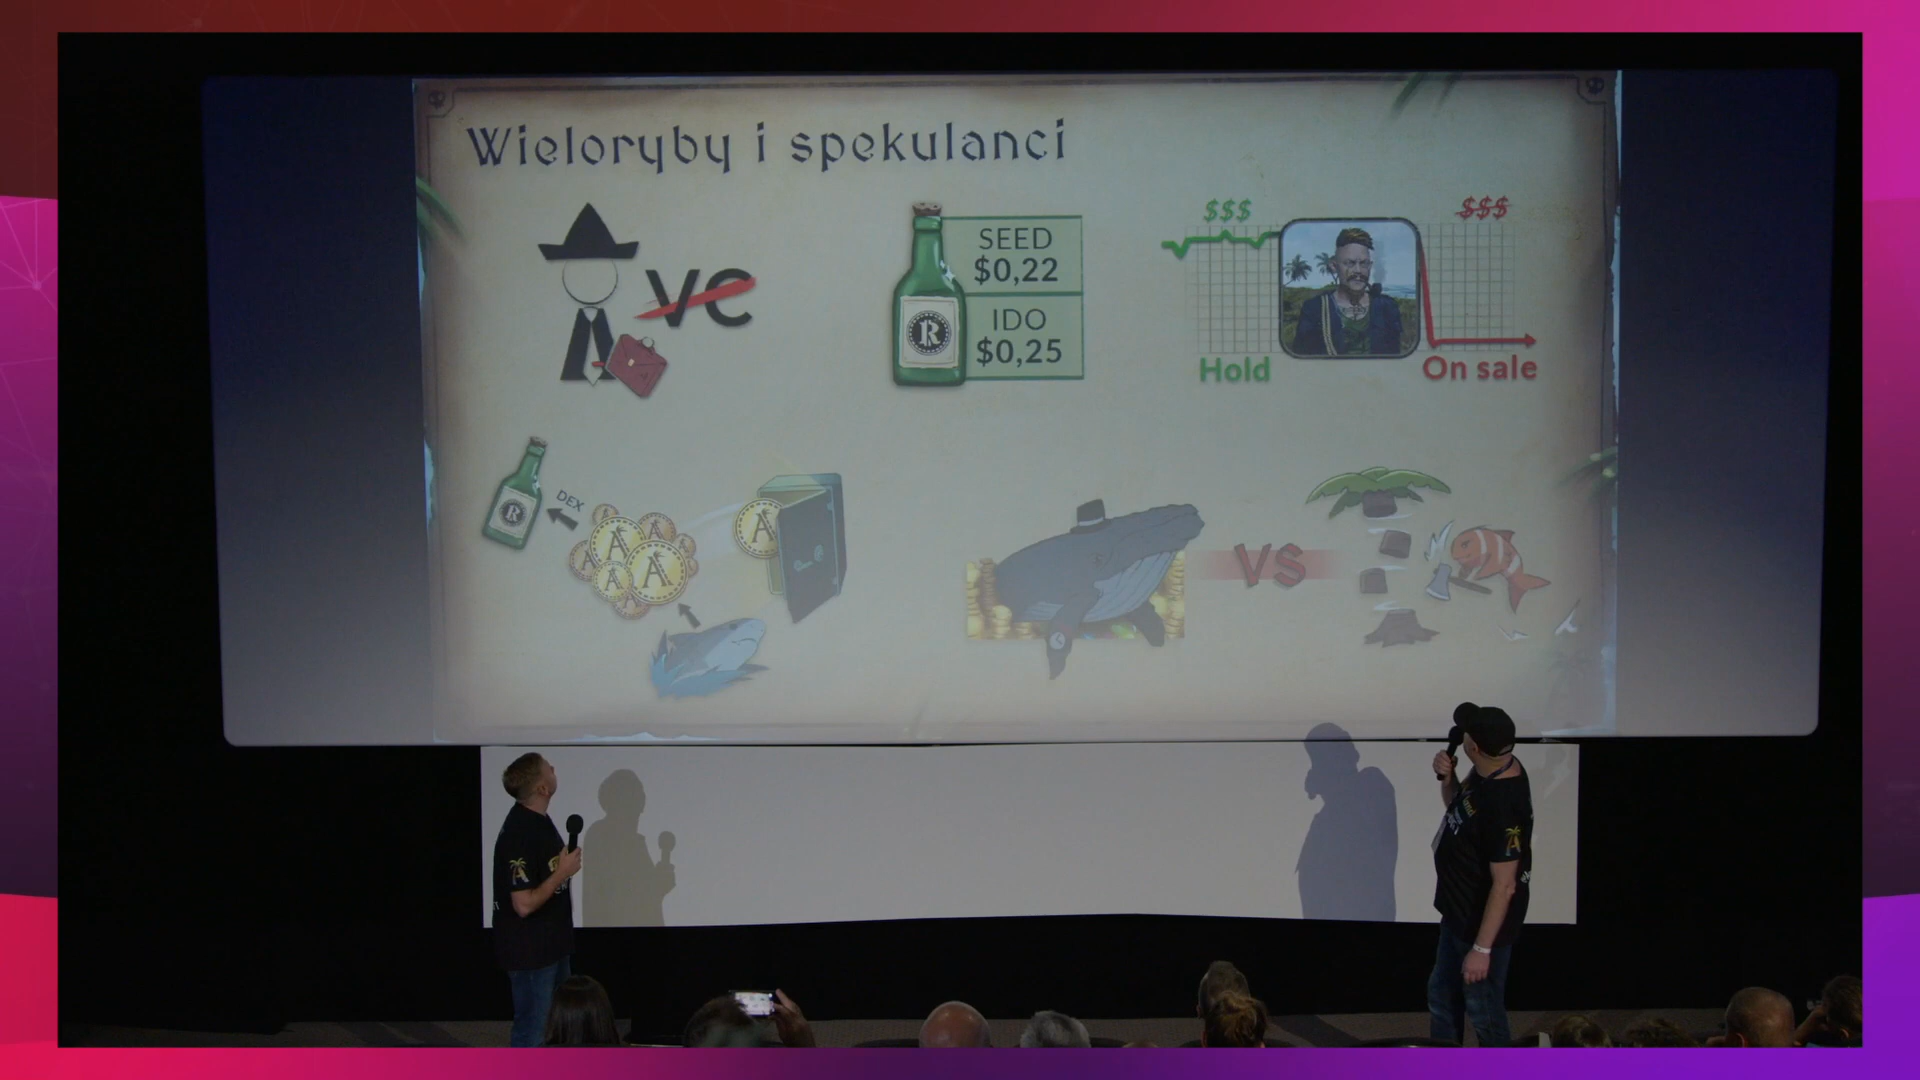 Wieloryby i spekulanci
VC
R
SEED
$0,22
IDO
$0,25
$$$
$$$
Hold
On sale
R
DEX
A
A
A
A
A
VS